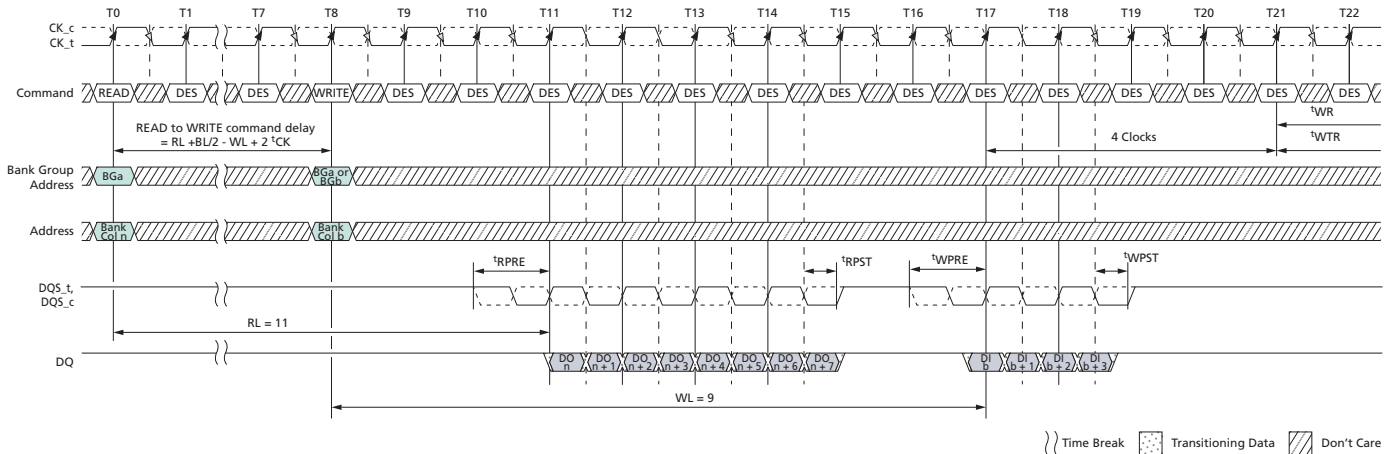 T0 T1 T7 T8 T9 T10 T11 T12 T13 T14 T15 T16 T17 T18 T19 T20 T21 T22
CK_c
CK_t
Command READ DES DES WRITE DES DES DES DES DES DES DES DES DES DES DES DES DES DES
READ to WRITE command delay
= RL +BL/2 - WL + 2 tCK
tWR
4 Clocks tWTR
Bank Group
Address
BGa
BGa or
BGb
Address
Bank
Col n
Bank
Col b
tRPRE tRPST tWPRE tWPST
DQS_t,
DQS_c
RL = 11
DQ
DO
n
DO
n + 1
DO
n + 2
DO
n + 3
DO
n + 4
DO
n + 5
DO
n + 6
DO
n + 7
DI
b
DI
b + 1
DI
b + 2
DI
b + 3
WL = 9
Time Break Transitioning Data Don't Care